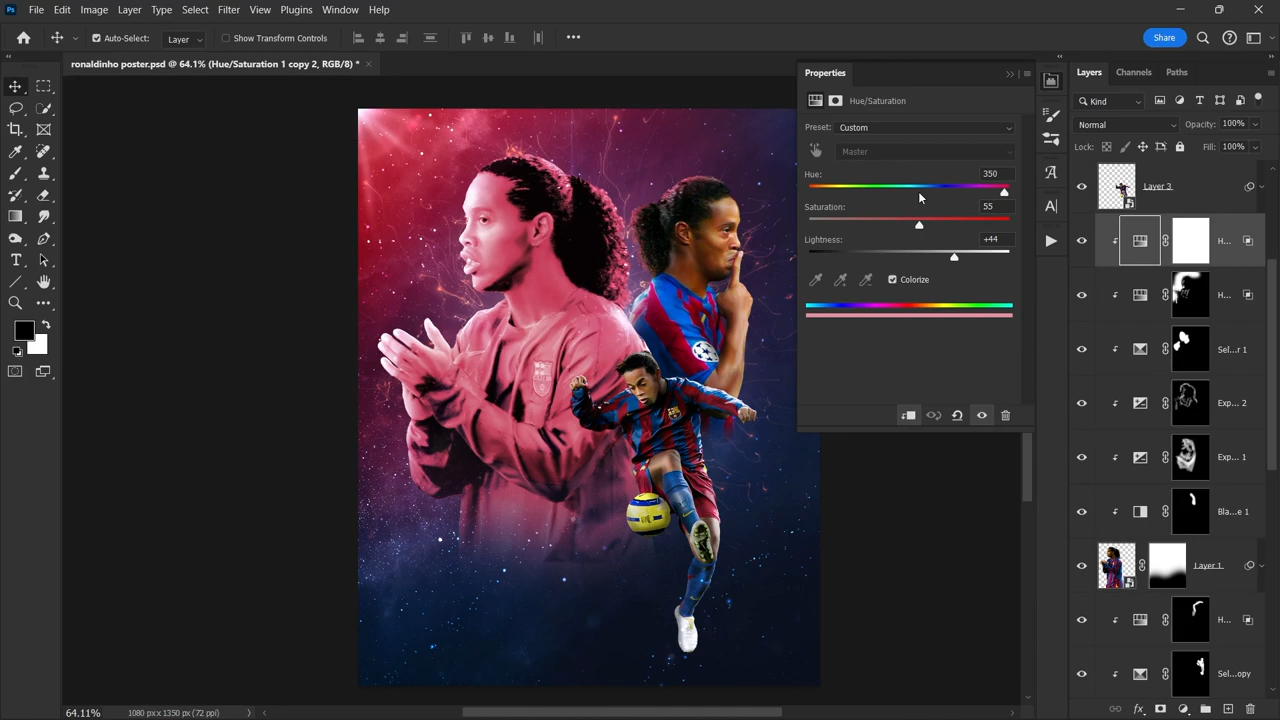 Ps File Edit Image Layer Type Select Filter View Plugins Window Help
Auto-Select: Layer Show Transform Controls Share
ronaldinho poster.psd @ 64.1% (Hue/Saturation 1 copy 2, RGB/8) *
Properties
Hue/Saturation
Preset: Custom
Master
Hue: 350
Saturation: 55
Lightness: +44
Colorize
Layers Channels Paths
Kind
Normal Opacity: 100%
Lock: Fill: 100%
Layer 3
H...
H...
Sel...r 1
Exp... 2
Exp... 1
Bla...e 1
Layer 1
H...
Sel...opy
64.11% 1080 px x 1350 px (72 ppi)